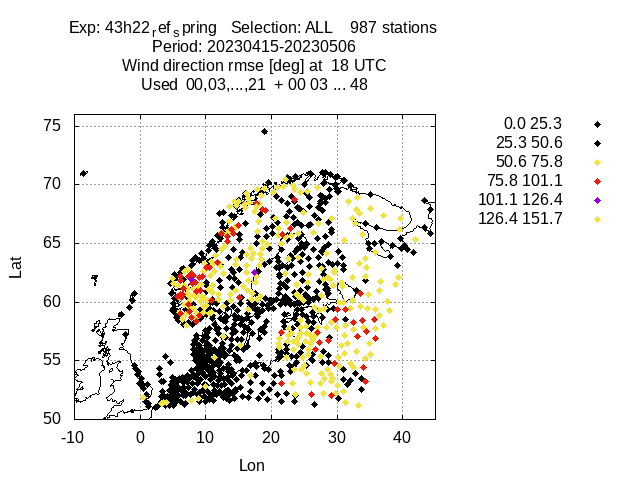 Exp: 43h22refspring   Selection: ALL    987 stations
Period: 20230415-20230506
Wind direction rmse [deg] at  18 UTC
Used  00,03,...,21  + 00 03 ... 48
0.0 25.3
25.3 50.6
50.6 75.8
75.8 101.1
101.1 126.4
126.4 151.7
75
70
65
60
55
50
Lat
-10 0 10 20 30 40
Lon